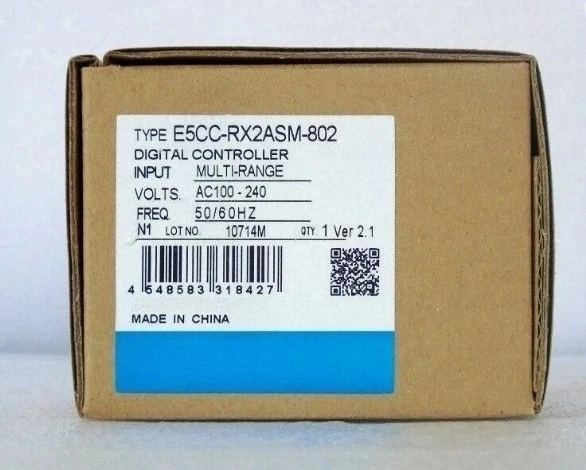 TYPE E5CC-RX2ASM-802
DIGITAL CONTROLLER
INPUT MULTI-RANGE
VOLTS. AC100 - 240
FREQ. 50/60HZ
N1 LOT NO. 10714M QTY. 1 Ver 2.1
4 548583 318427
MADE IN CHINA